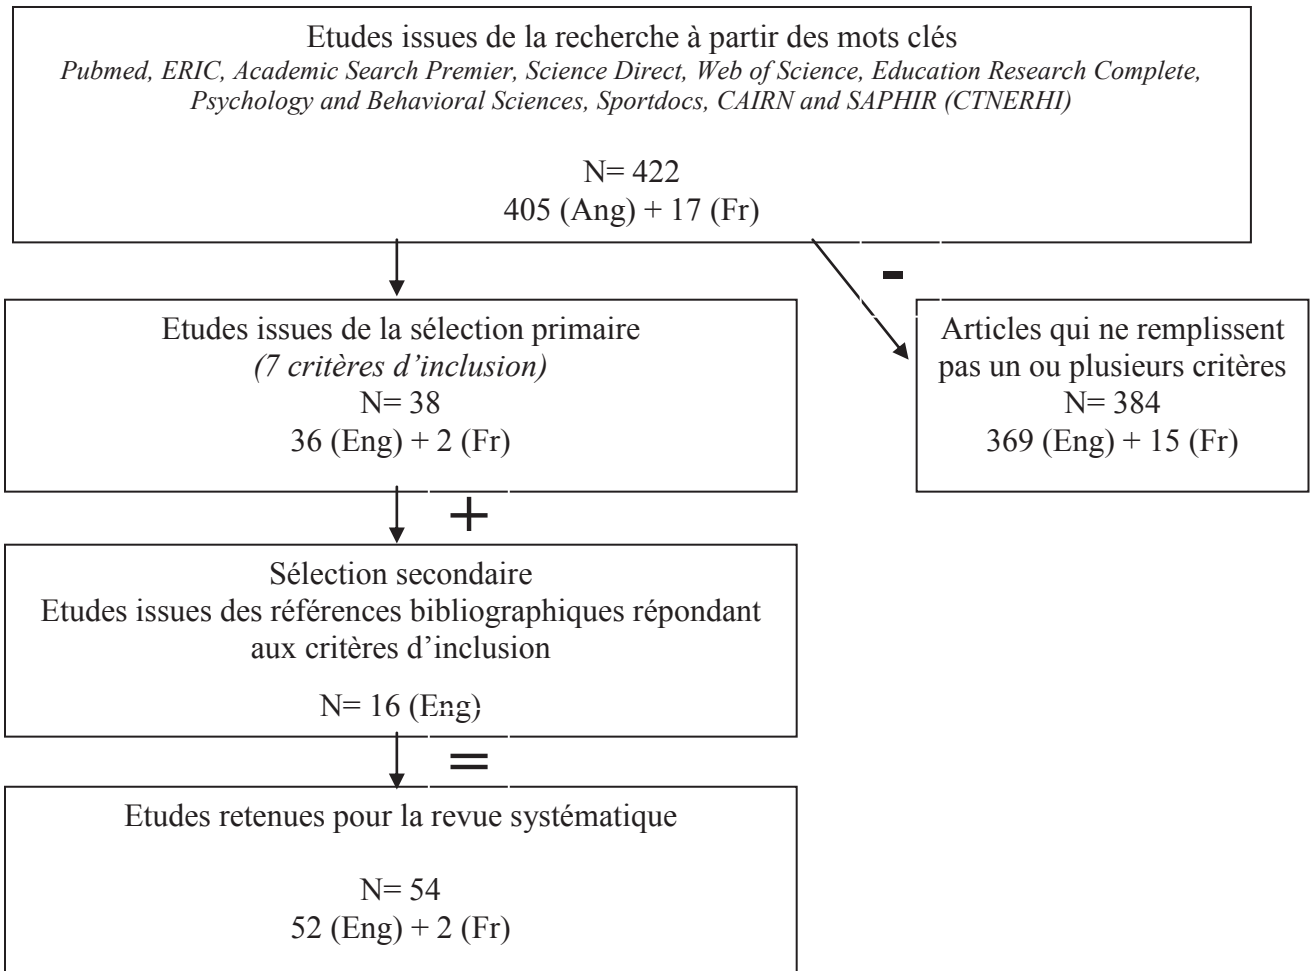 Etudes issues de la recherche à partir des mots clés
Pubmed, ERIC, Academic Search Premier, Science Direct, Web of Science, Education Research Complete,
Psychology and Behavioral Sciences, Sportdocs, CAIRN and SAPHIR (CTNERHI)
N= 422
405 (Ang) + 17 (Fr)
-
Etudes issues de la sélection primaire
(7 critères d’inclusion)
N= 38
36 (Eng) + 2 (Fr)
Articles qui ne remplissent
pas un ou plusieurs critères
N= 384
369 (Eng) + 15 (Fr)
+
Sélection secondaire
Etudes issues des références bibliographiques répondant
aux critères d’inclusion
N= 16 (Eng)
=
Etudes retenues pour la revue systématique
N= 54
52 (Eng) + 2 (Fr)